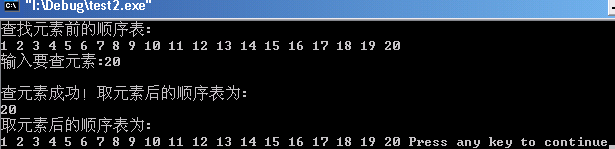 "I:\Debug\test2.exe"
查找元素前的顺序表:
1 2 3 4 5 6 7 8 9 10 11 12 13 14 15 16 17 18 19 20
输入要查元素:20
查元素成功! 取元素后的顺序表为:
20
取元素后的顺序表为:
1 2 3 4 5 6 7 8 9 10 11 12 13 14 15 16 17 18 19 20 Press any key to continue